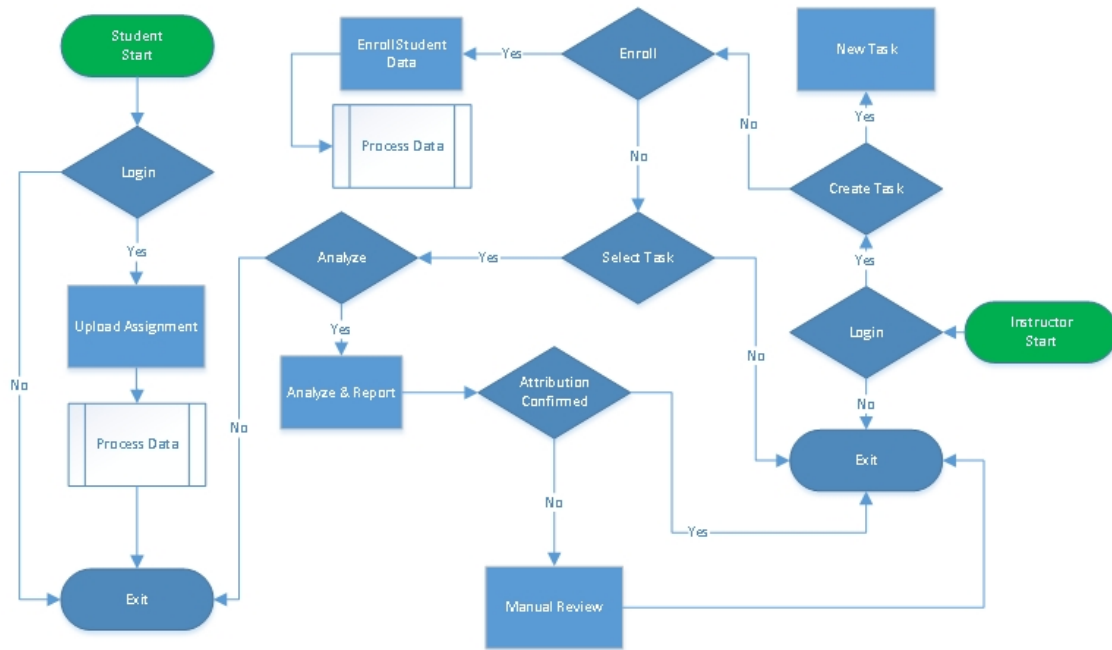 Student
Start
Enroll Student
Data
Yes
Enroll
New Task
Yes
No
Process Data
No
Login
Create Task
Yes
Analyze
Yes
Select Task
Yes
Upload Assignment
Yes
No
Login
Instructor
Start
No
Analyze & Report
Attribution
Confirmed
No
No
Process Data
Exit
No
Yes
Exit
Manual Review